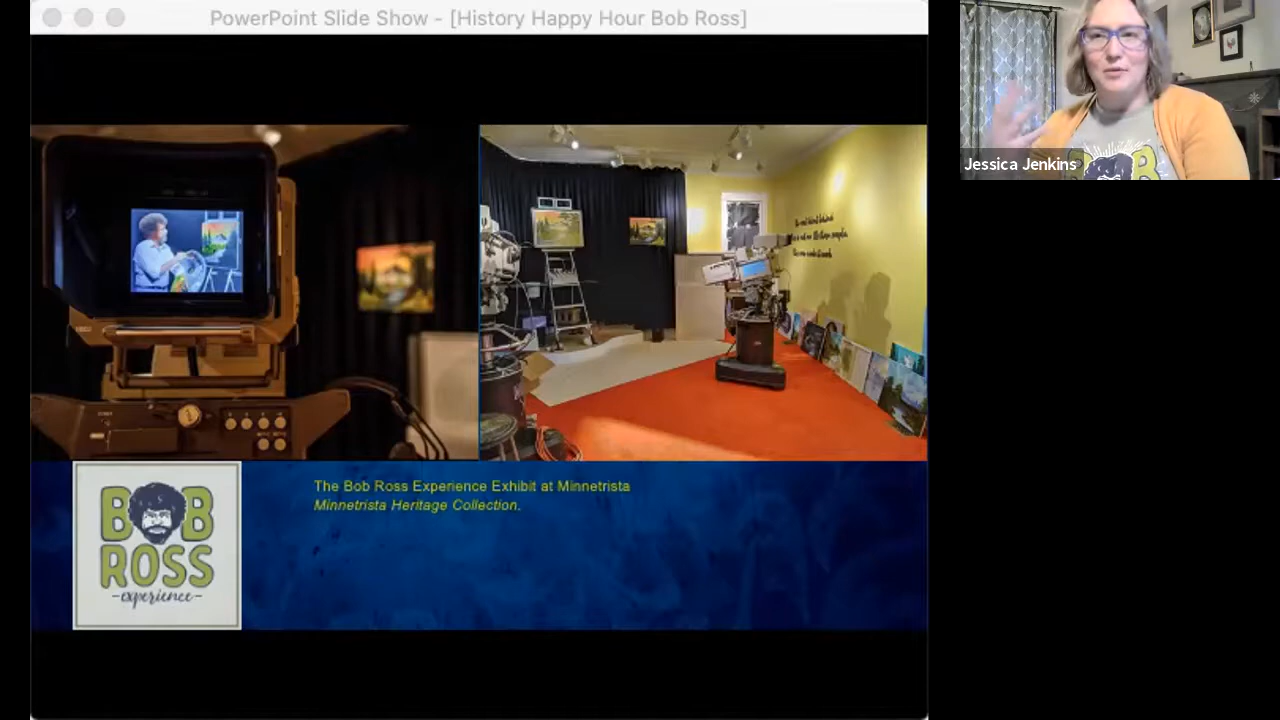 PowerPoint Slide Show - [History Happy Hour Bob Ross]
Jessica Jenkins
BOB
The Bob Ross Experience Exhibit at Minnetrista
Minnetrista Heritage Collection.
BOB
ROSS
-experience-